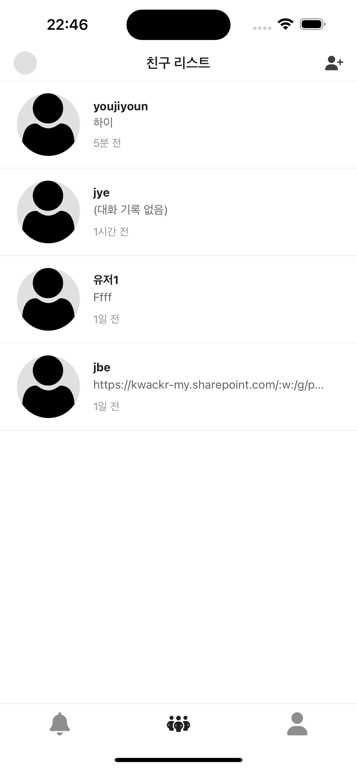 22:46
친구 리스트
youjiyoun
하이
5분 전
jye
(대화 기록 없음)
1시간 전
유저1
Ffff
1일 전
jbe
https://kwackr-my.sharepoint.com/:w:/g/p...
1일 전